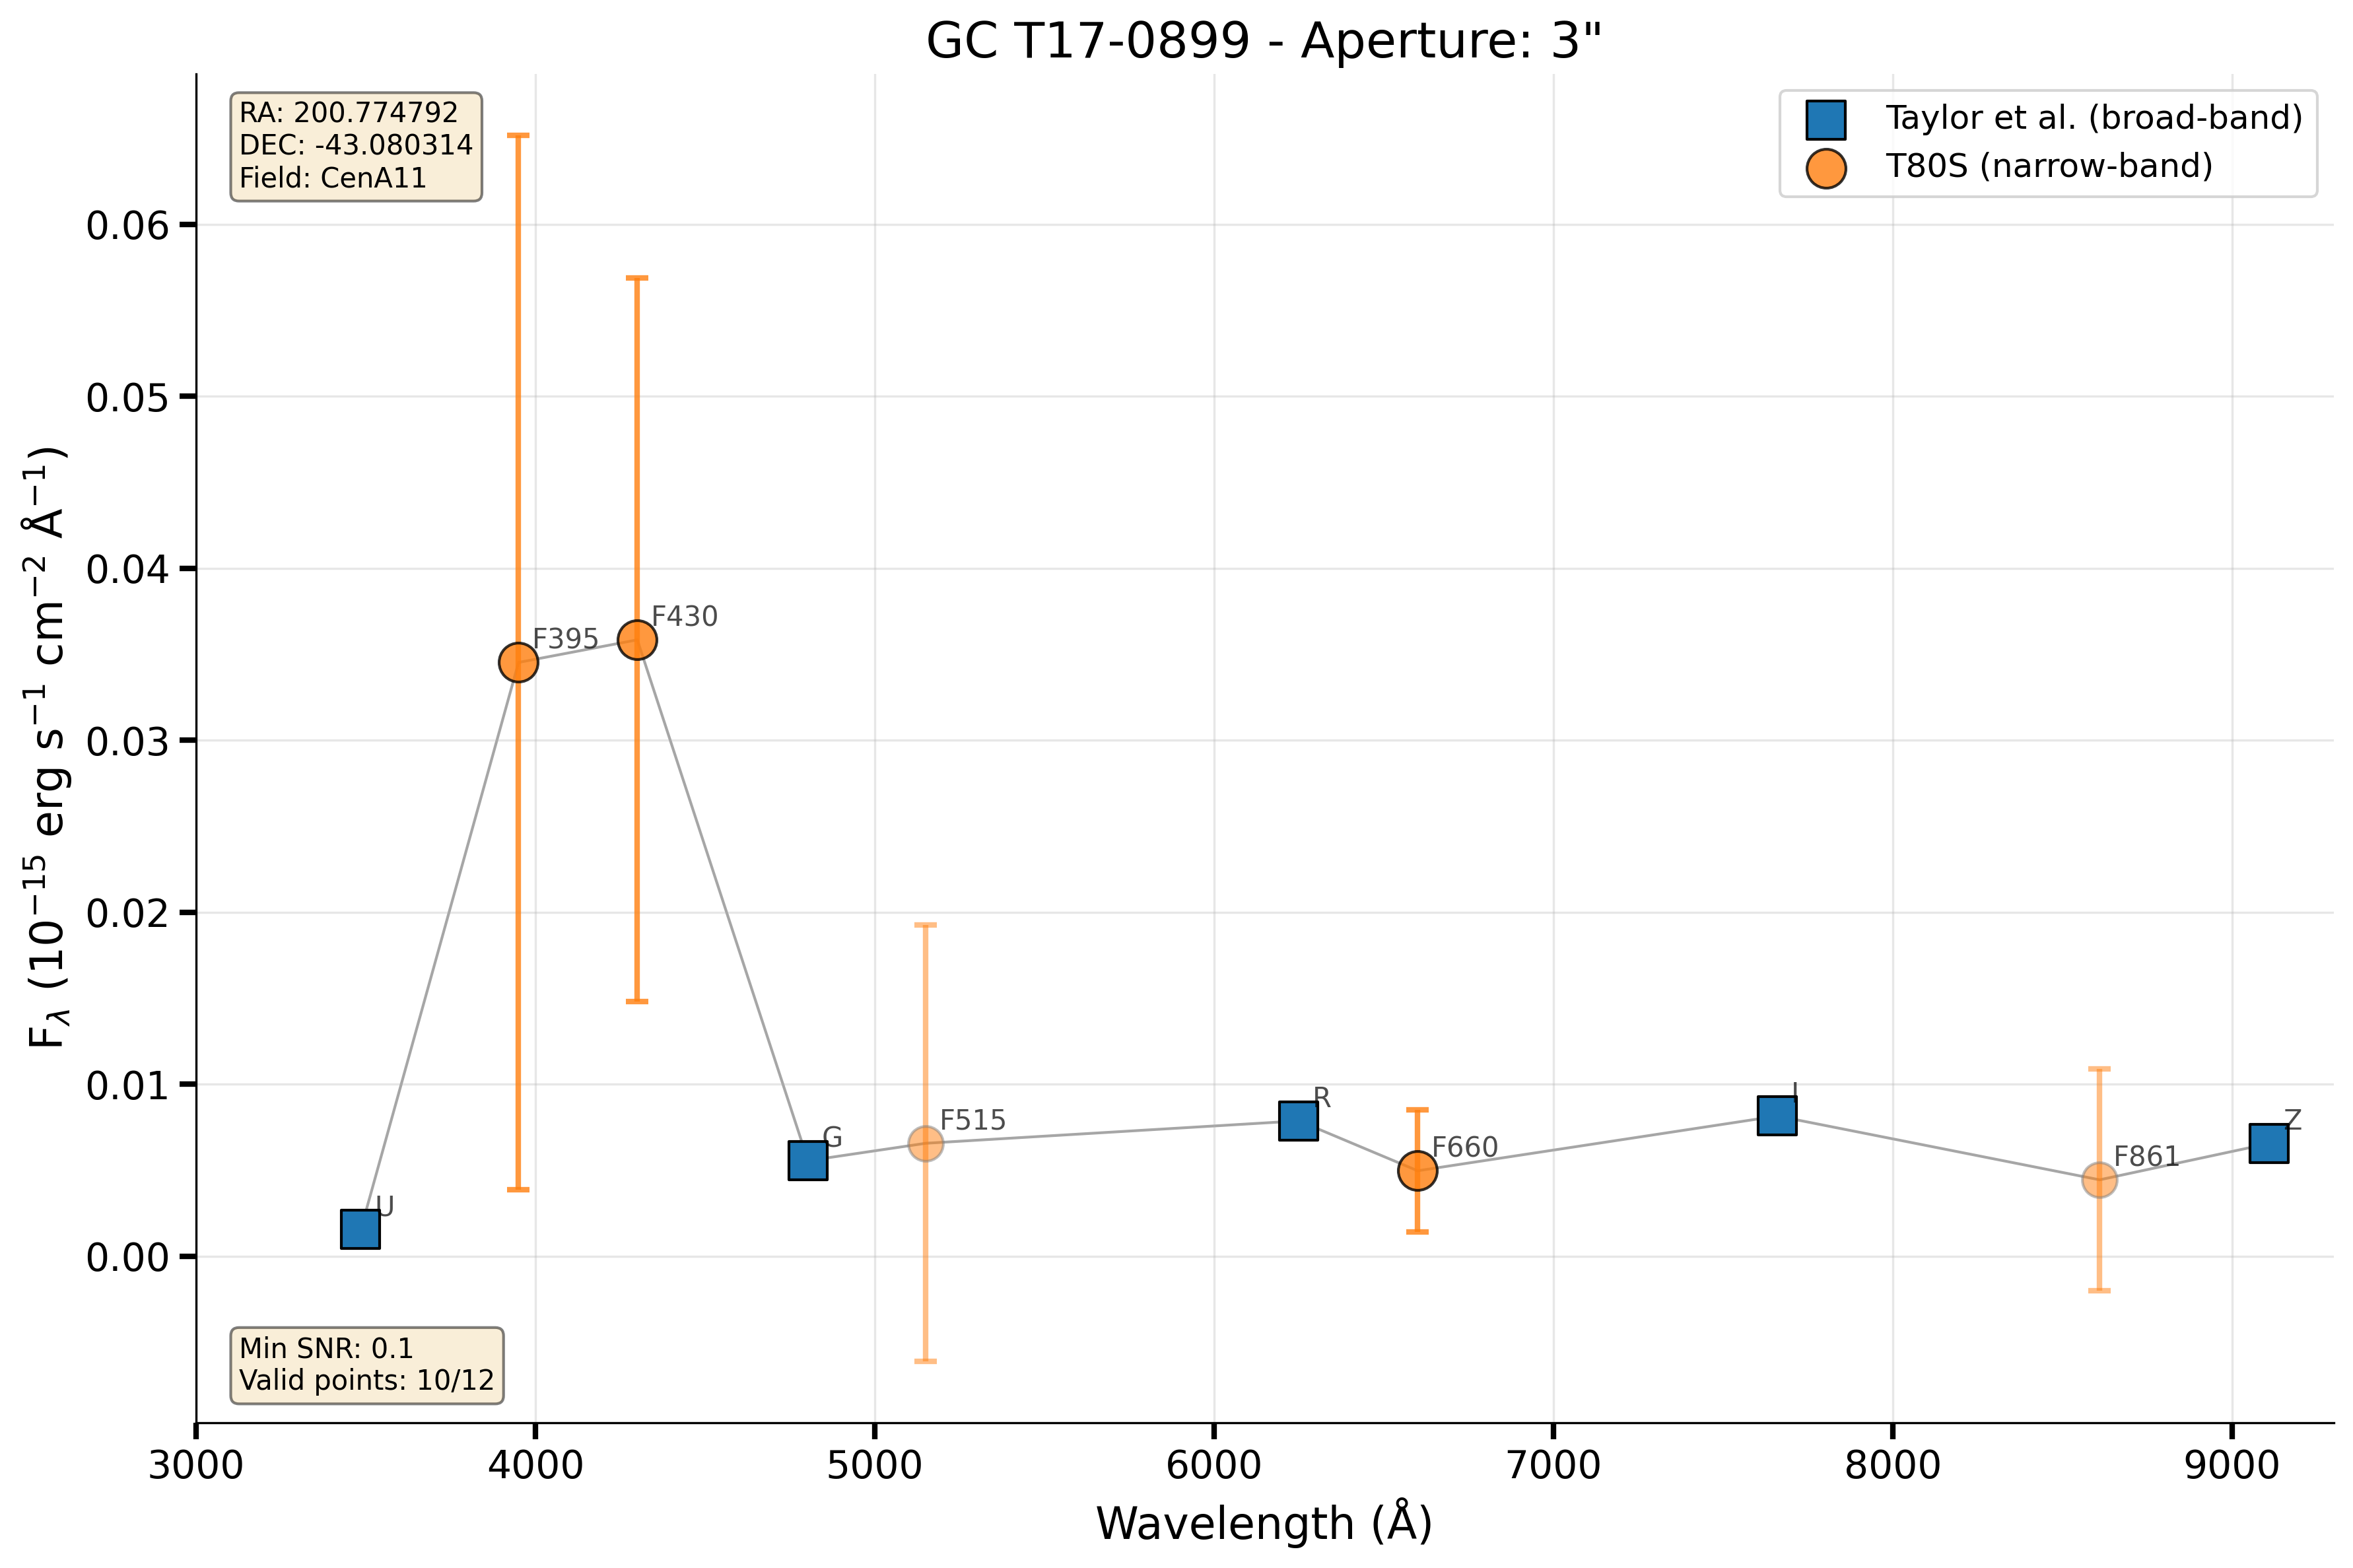 GC T17-0899 - Aperture: 3"
RA: 200.774792
DEC: -43.080314
Field: CenA11
Taylor et al. (broad-band)
T80S (narrow-band)
F_λ (10⁻¹⁵ erg s⁻¹ cm⁻² Å⁻¹)
0.06
0.05
0.04
0.03
0.02
0.01
0.00
F395
F430
U
G
F515
R
F660
I
F861
Z
Min SNR: 0.1
Valid points: 10/12
3000 4000 5000 6000 7000 8000 9000
Wavelength (Å)